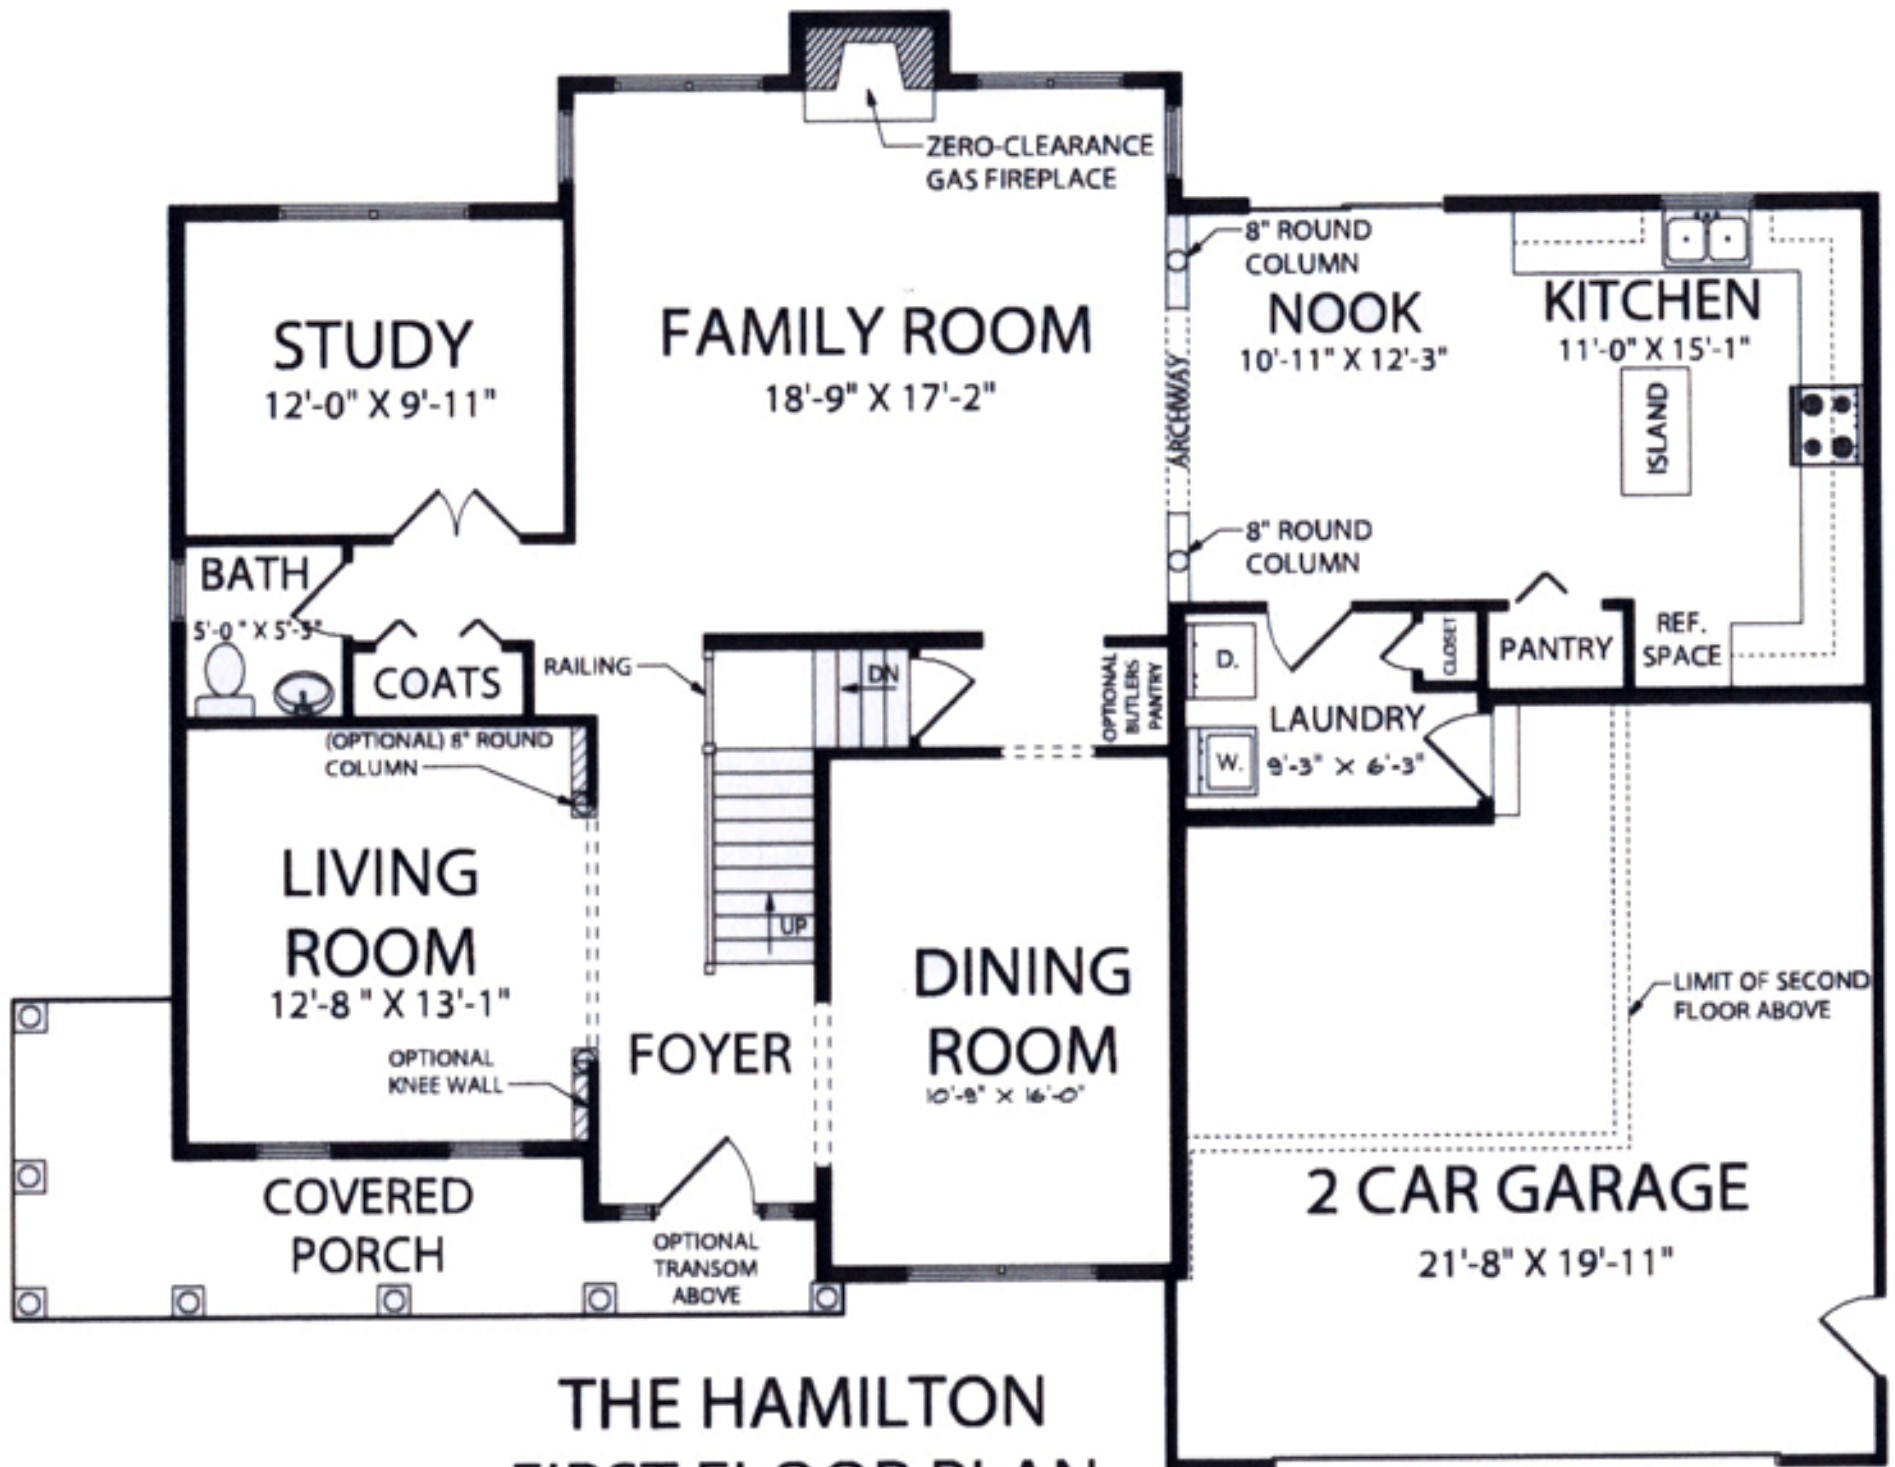 ZERO-CLEARANCE
GAS FIREPLACE
8" ROUND
COLUMN
STUDY
12'-0" X 9'-11"
FAMILY ROOM
18'-9" X 17'-2"
ARCHWAY
NOOK
10'-11" X 12'-3"
KITCHEN
11'-0" X 15'-1"
ISLAND
8" ROUND
COLUMN
BATH
5'-0" X 5'-5"
COATS
RAILING
DN
OPTIONAL
BUTLERS
PANTRY
D.
CLOSET
PANTRY
REF.
SPACE
LAUNDRY
9'-3" X 6'-3"
W.
(OPTIONAL) 8" ROUND
COLUMN
LIVING
ROOM
12'-8" X 13'-1"
OPTIONAL
KNEE WALL
UP
FOYER
DINING
ROOM
10'-9" X 16'-0"
LIMIT OF SECOND
FLOOR ABOVE
COVERED
PORCH
OPTIONAL
TRANSOM
ABOVE
2 CAR GARAGE
21'-8" X 19'-11"
THE HAMILTON
FIRST FLOOR PLAN